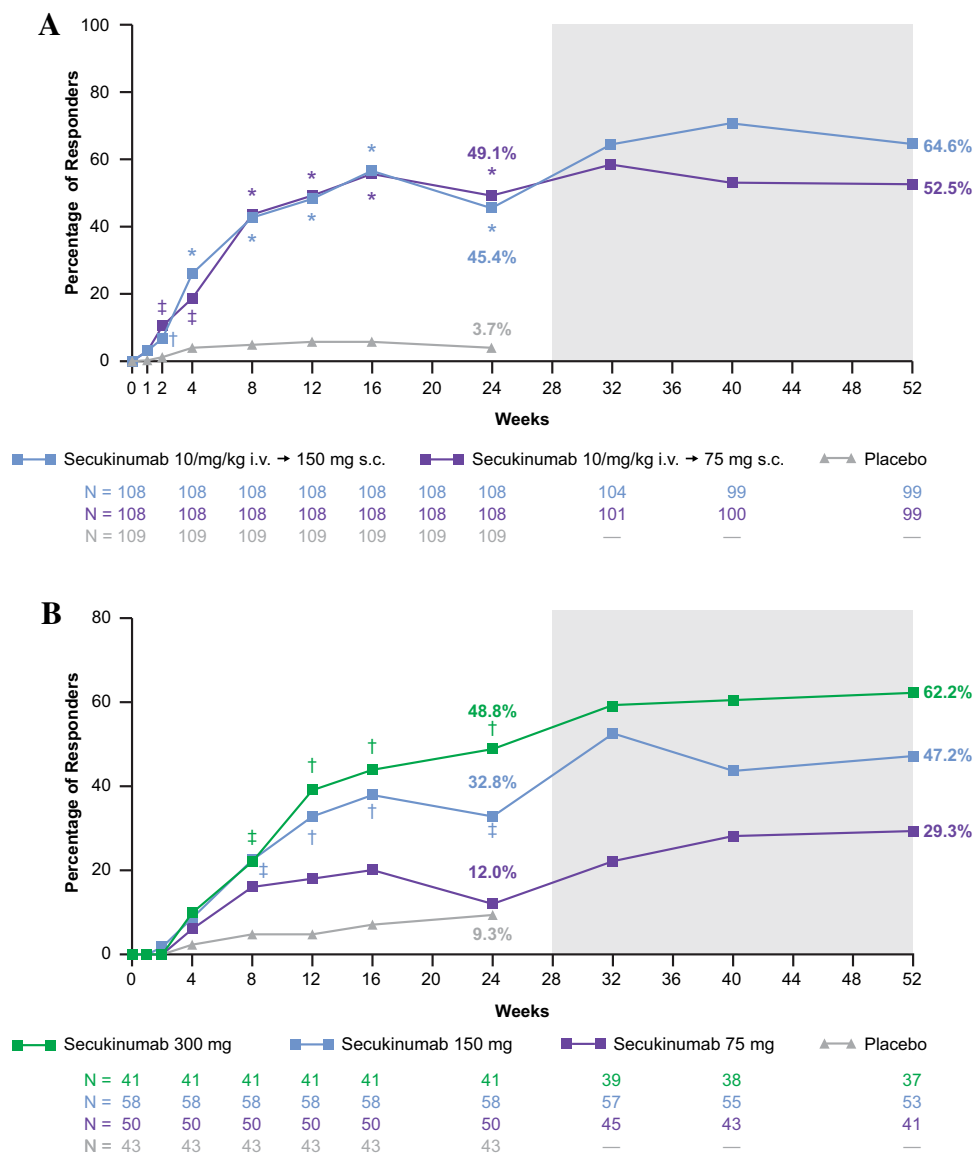 A
Percentage of Responders
100
80
60
40
20
0
49.1%
45.4%
3.7%
64.6%
52.5%
* * * * *
* * * *
‡ ‡ †
0 1 2 4 8 12 16 20 24 28 32 36 40 44 48 52
Weeks
Secukinumab 10/mg/kg i.v. → 150 mg s.c. Secukinumab 10/mg/kg i.v. → 75 mg s.c. Placebo
N = 108 108 108 108 108 108 108 104 99 99
N = 108 108 108 108 108 108 108 101 100 99
N = 109 109 109 109 109 109 109 — — —
B
Percentage of Responders
80
60
40
20
0
48.8%
32.8%
12.0%
9.3%
62.2%
47.2%
29.3%
‡ † † †
‡ † † ‡
0 2 4 8 12 16 20 24 28 32 36 40 44 48 52
Weeks
Secukinumab 300 mg Secukinumab 150 mg Secukinumab 75 mg Placebo
N = 41 41 41 41 41 41 39 38 37
N = 58 58 58 58 58 58 57 55 53
N = 50 50 50 50 50 50 45 43 41
N = 43 43 43 43 43 43 — — —